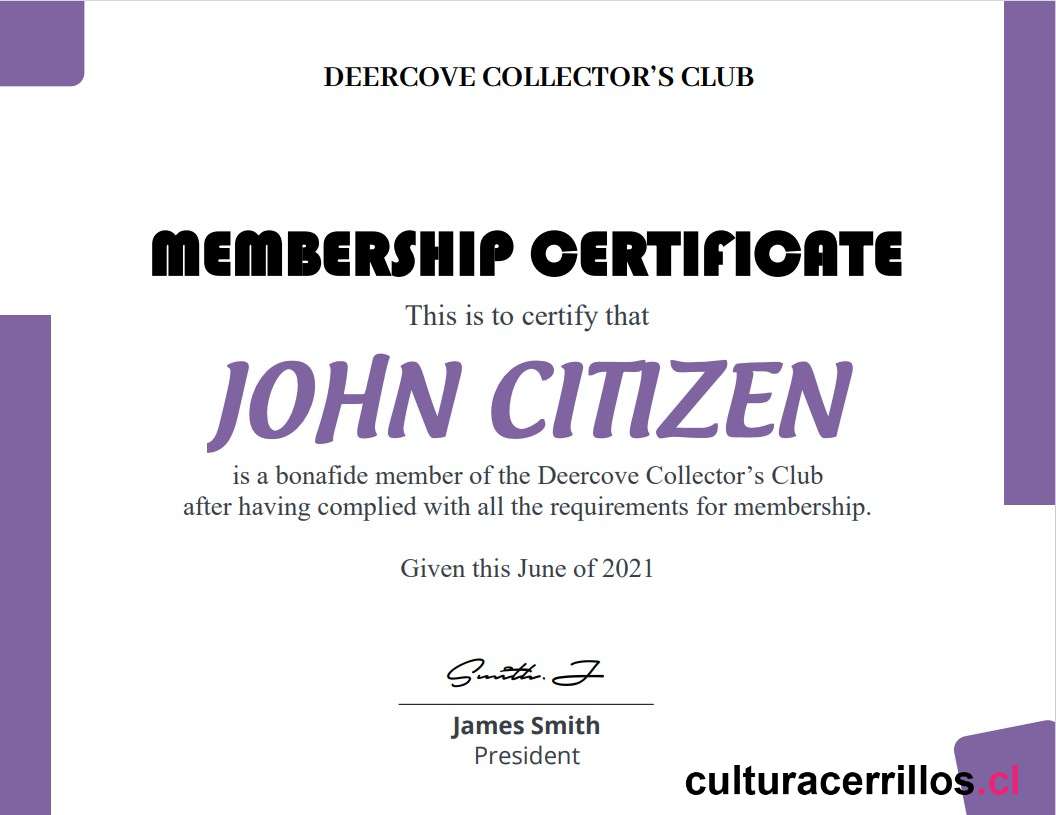 DEERCOVE COLLECTOR’S CLUB
MEMBERSHIP CERTIFICATE
This is to certify that
JOHN CITIZEN
is a bonafide member of the Deercove Collector’s Club
after having complied with all the requirements for membership.
Given this June of 2021
Smith. J
James Smith
President
culturacerrillos.cl